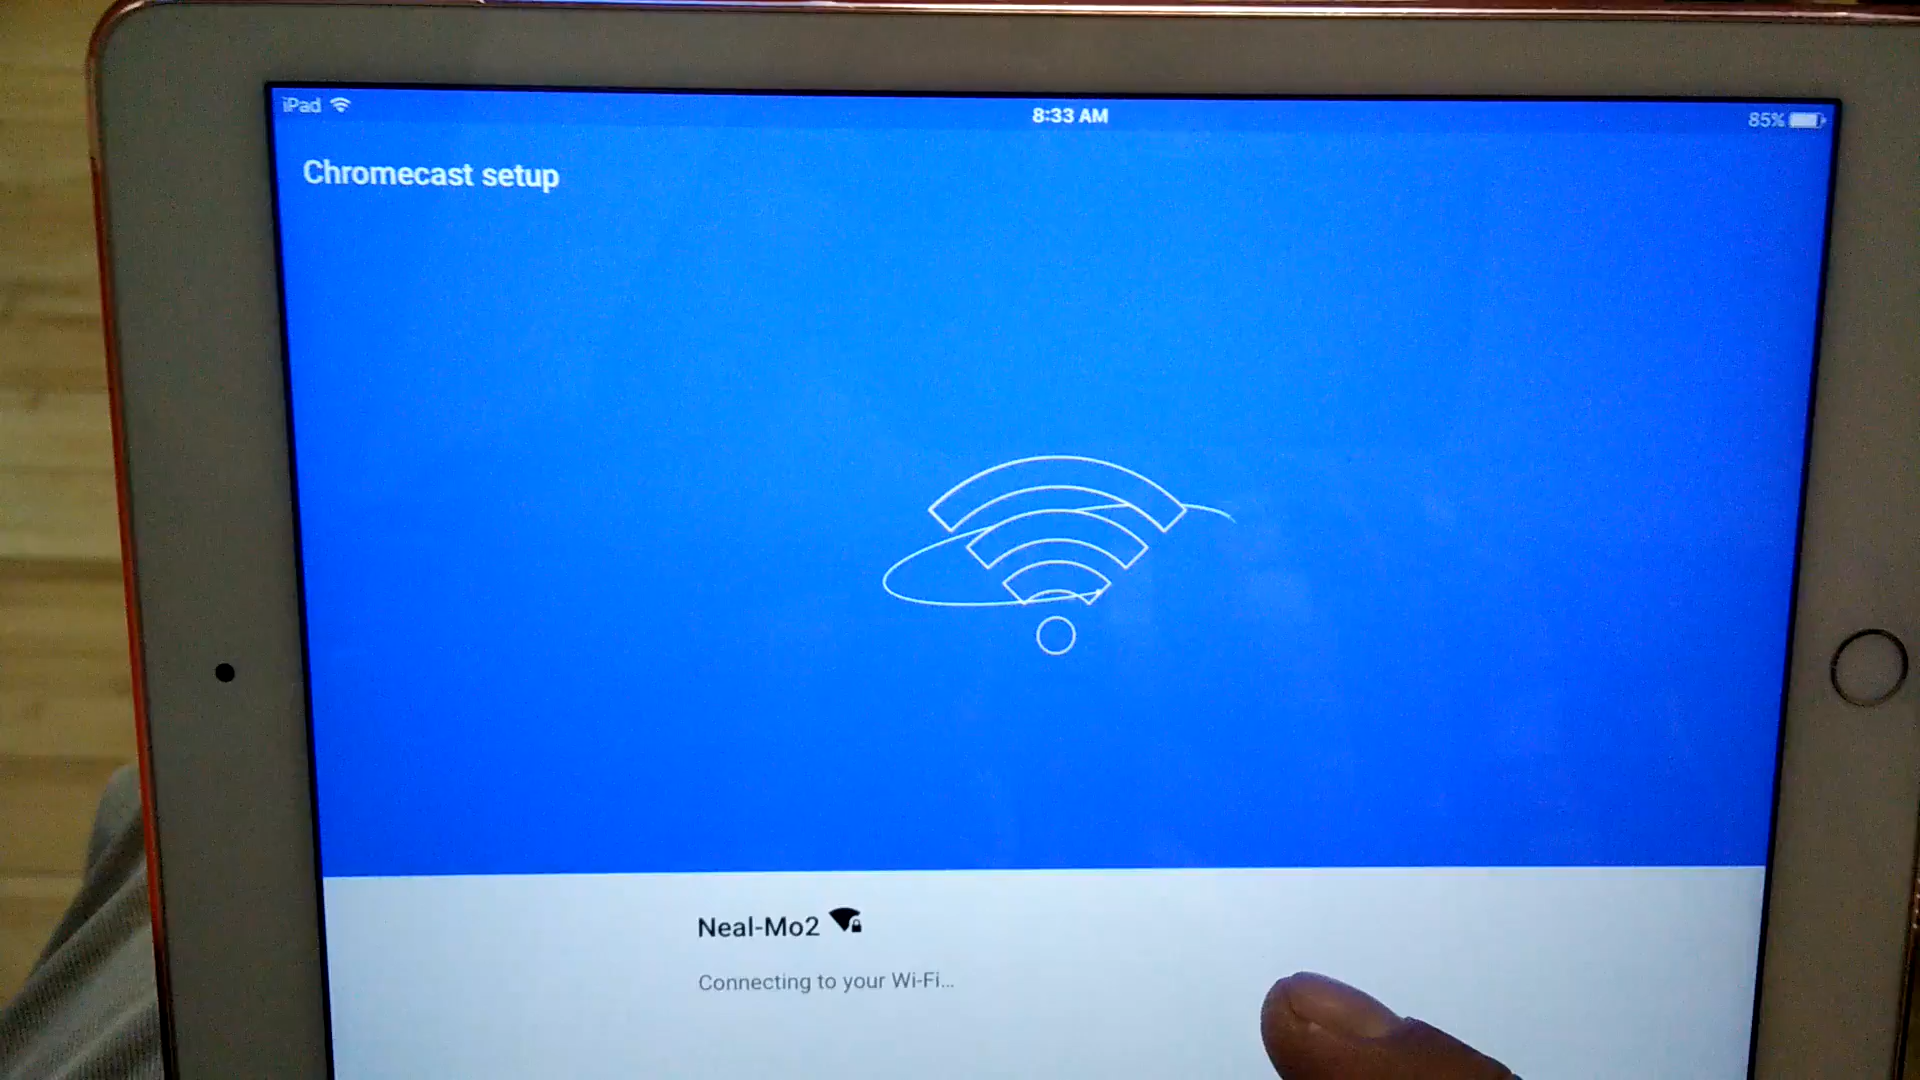 iPad
8:33 AM
85%
Chromecast setup
Neal-Mo2
Connecting to your Wi-Fi...